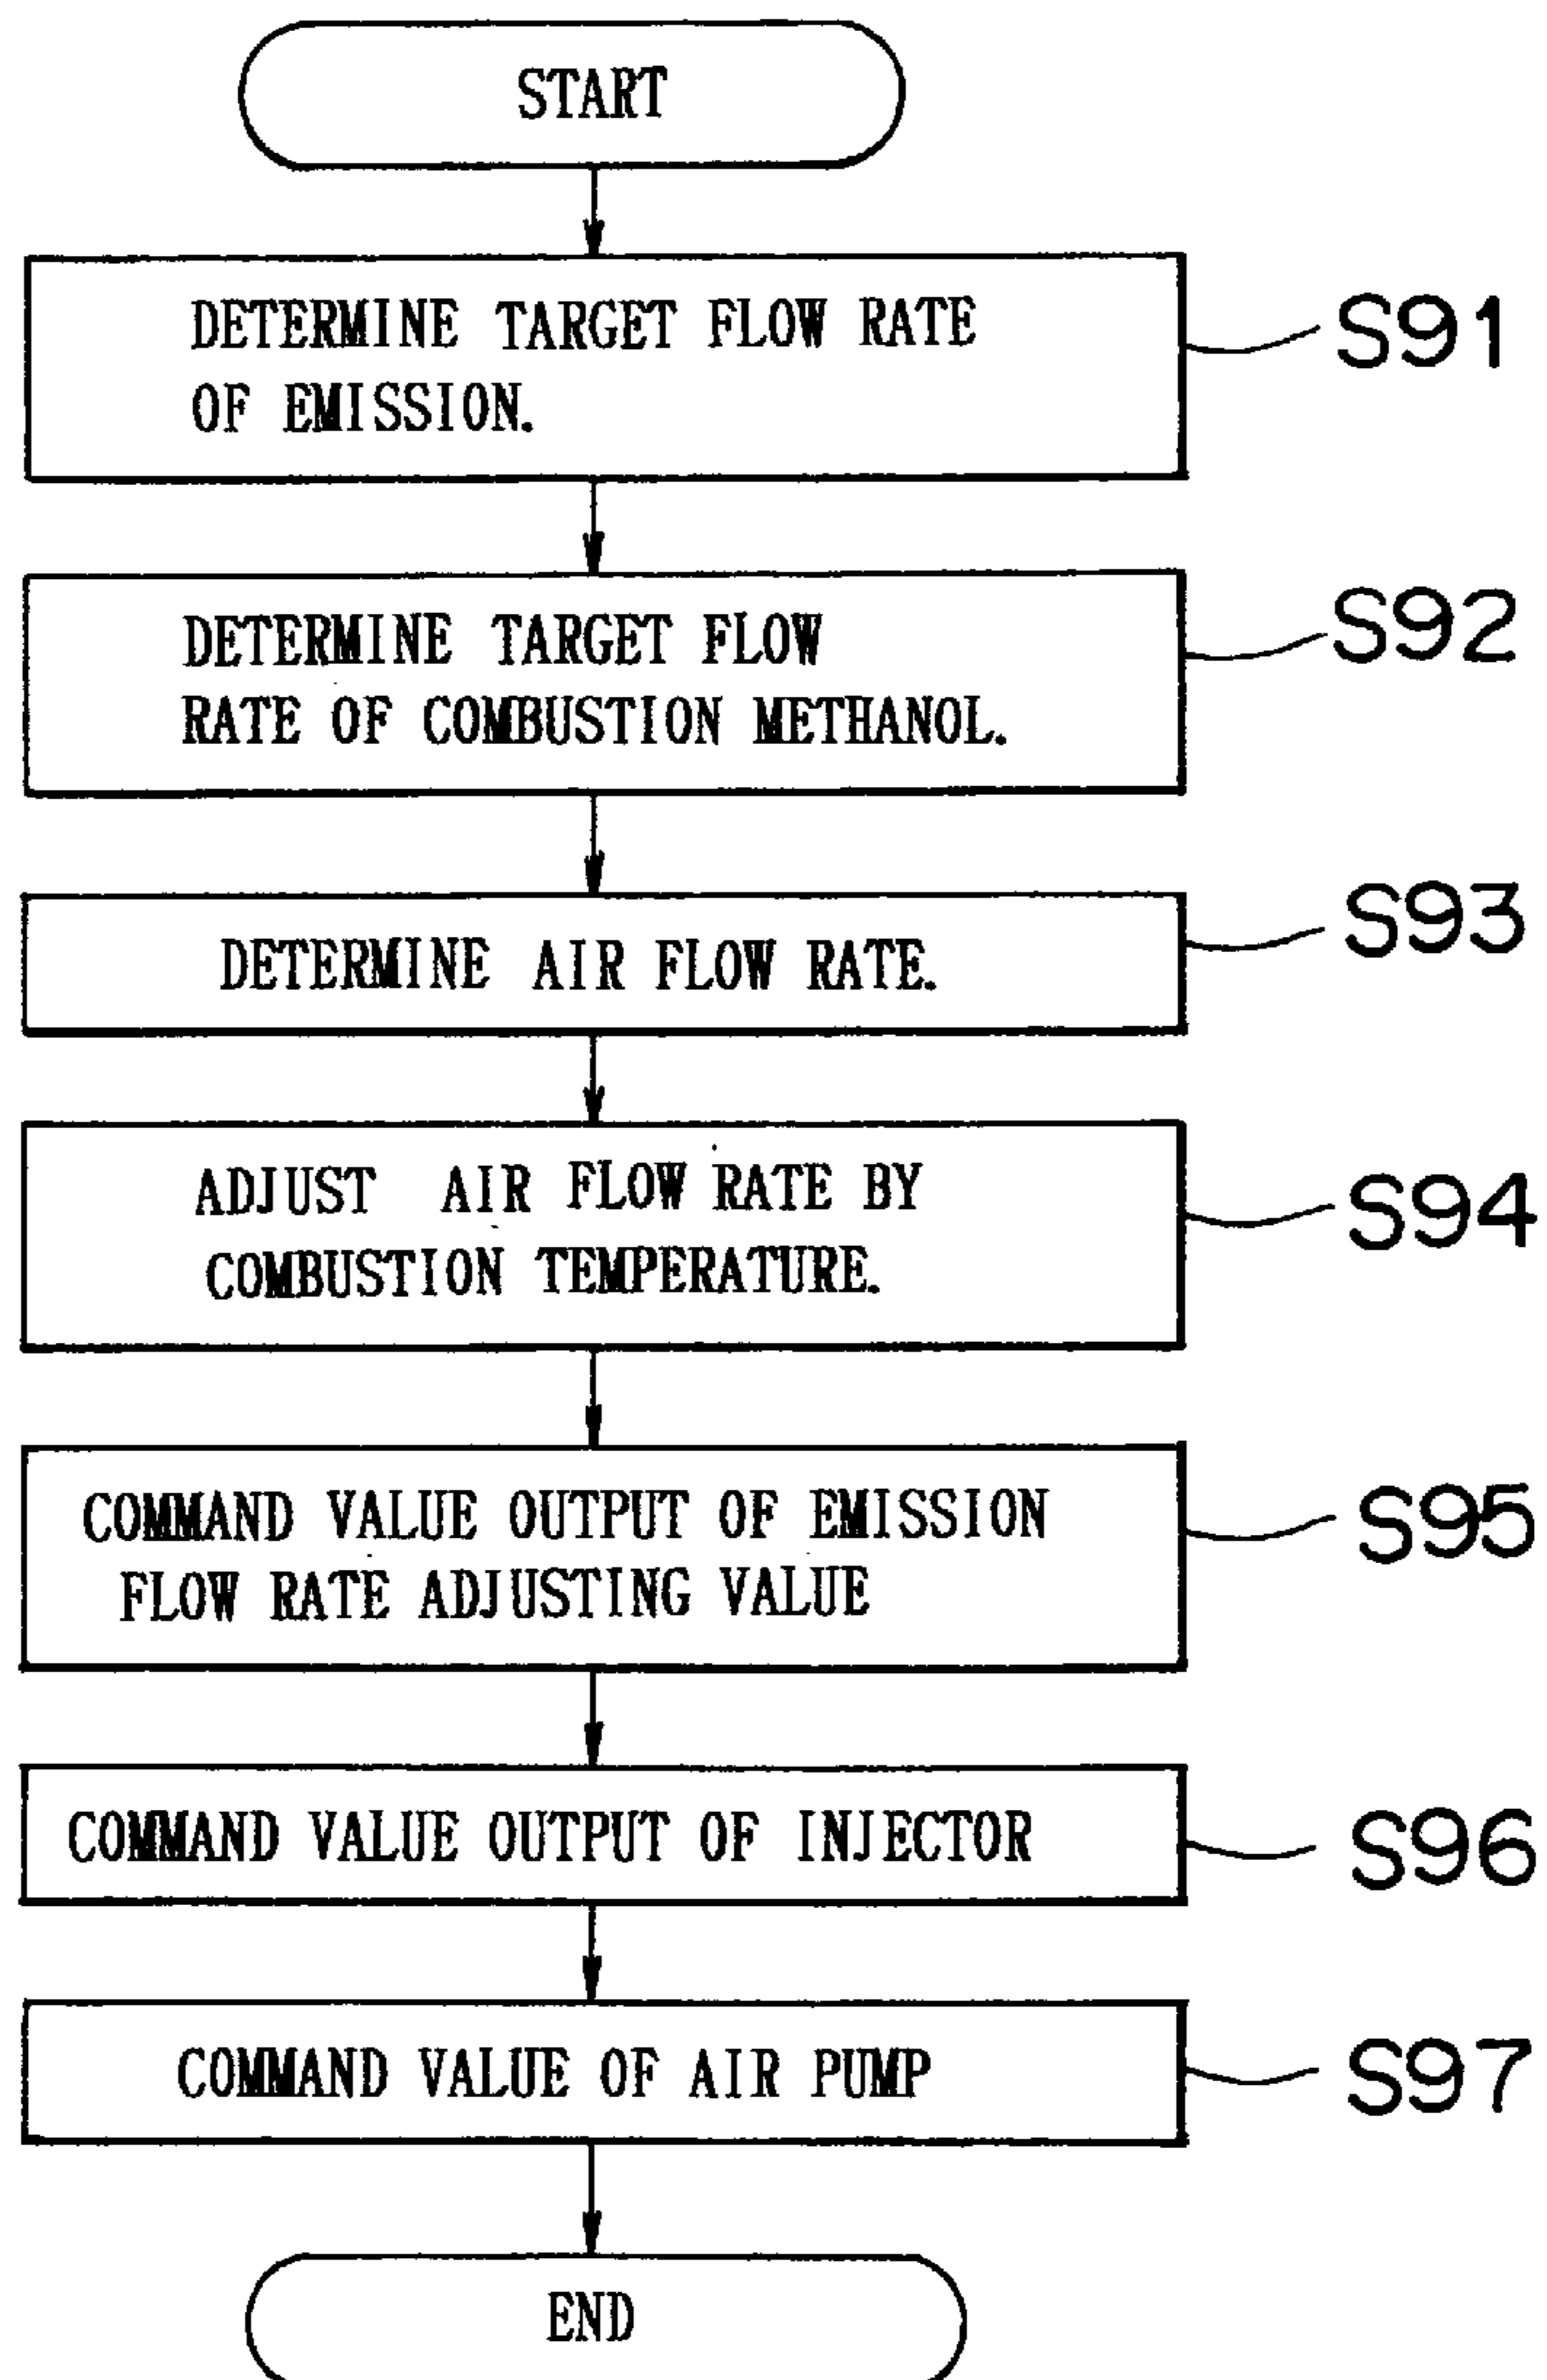 START
DETERMINE TARGET FLOW RATE
OF EMISSION.
S91
DETERMINE TARGET FLOW
RATE OF COMBUSTION METHANOL.
S92
DETERMINE AIR FLOW RATE.
S93
ADJUST AIR FLOW RATE BY
COMBUSTION TEMPERATURE.
S94
COMMAND VALUE OUTPUT OF EMISSION
FLOW RATE ADJUSTING VALUE
S95
COMMAND VALUE OUTPUT OF INJECTOR
S96
COMMAND VALUE OF AIR PUMP
S97
END